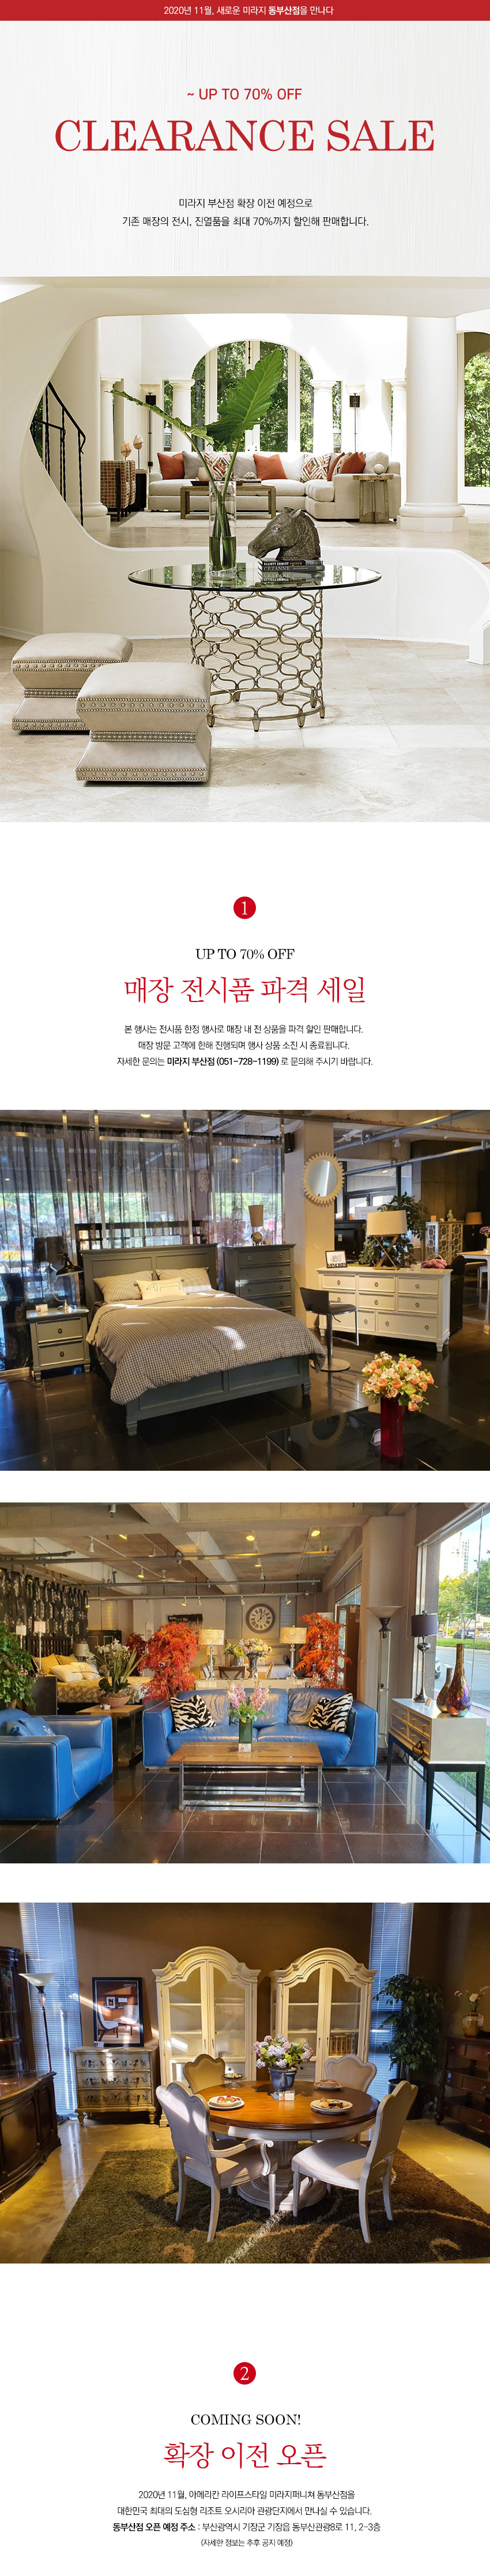 2020년 11월, 새로운 미라지 동부산점을 만나다
~ UP TO 70% OFF
CLEARANCE SALE
미라지 부산점 확장 이전 예정으로
기존 매장의 전시, 진열품을 최대 70%까지 할인해 판매합니다.
1
UP TO 70% OFF
매장 전시품 파격 세일
본 행사는 전시품 한정 행사로 매장 내 전 상품을 파격 할인 판매합니다.
매장 방문 고객에 한해 진행되며 행사 상품 소진 시 종료됩니다.
자세한 문의는 미라지 부산점 (051-728-1199) 로 문의해 주시기 바랍니다.
2
COMING SOON!
확장 이전 오픈
2020년 11월, 아메리칸 라이프스타일 미라지퍼니쳐 동부산점을
대한민국 최대의 도심형 리조트 오시리아 관광단지에서 만나실 수 있습니다.
동부산점 오픈 예정 주소 : 부산광역시 기장군 기장읍 동부산관광8로 11, 2-3층
(자세한 정보는 추후 공지 예정)